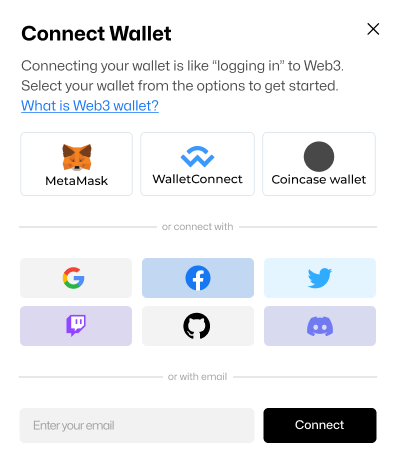 Connect Wallet
Connecting your wallet is like “logging in” to Web3.
Select your wallet from the options to get started.
What is Web3 wallet?
MetaMask
WalletConnect
Coincase wallet
or connect with
or with email
Enter your email
Connect